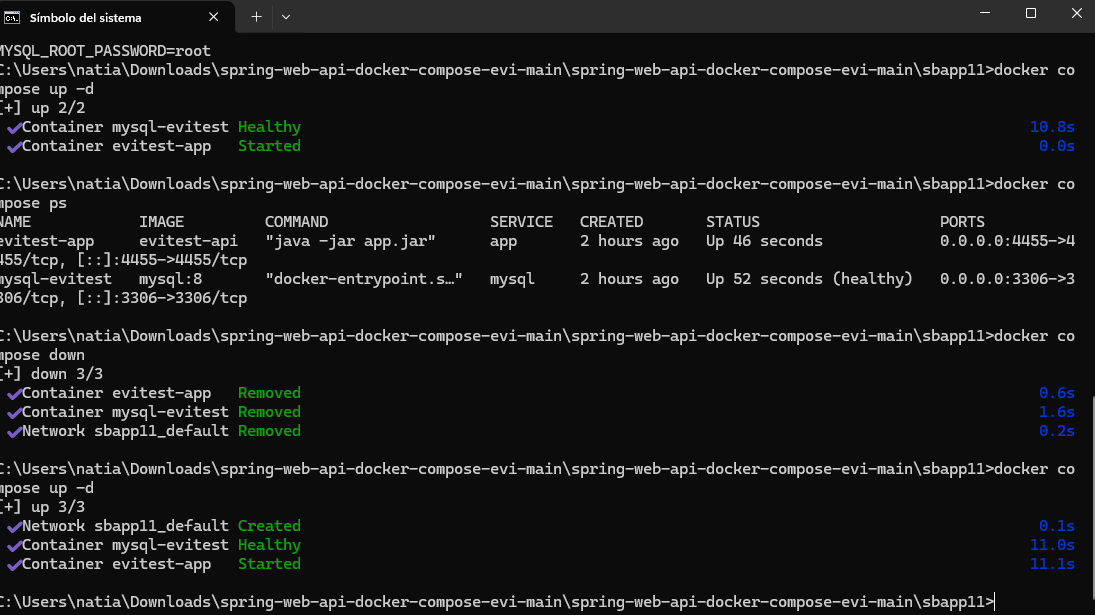 Símbolo del sistema
MYSQL_ROOT_PASSWORD=root
C:\Users\natia\Downloads\spring-web-api-docker-compose-evi-main\spring-web-api-docker-compose-evi-main\sbapp11>docker co
mpose up -d
[+] up 2/2
✔Container mysql-evitest Healthy 10.8s
✔Container evitest-app Started 0.0s
C:\Users\natia\Downloads\spring-web-api-docker-compose-evi-main\spring-web-api-docker-compose-evi-main\sbapp11>docker co
mpose ps
NAME IMAGE COMMAND SERVICE CREATED STATUS PORTS
evitest-app evitest-api "java -jar app.jar" app 2 hours ago Up 46 seconds 0.0.0.0:4455->4
455/tcp, [::]:4455->4455/tcp
mysql-evitest mysql:8 "docker-entrypoint.s…" mysql 2 hours ago Up 52 seconds (healthy) 0.0.0.0:3306->3
306/tcp, [::]:3306->3306/tcp
C:\Users\natia\Downloads\spring-web-api-docker-compose-evi-main\spring-web-api-docker-compose-evi-main\sbapp11>docker co
mpose down
[+] down 3/3
✔Container evitest-app Removed 0.6s
✔Container mysql-evitest Removed 1.6s
✔Network sbapp11_default Removed 0.2s
C:\Users\natia\Downloads\spring-web-api-docker-compose-evi-main\spring-web-api-docker-compose-evi-main\sbapp11>docker co
mpose up -d
[+] up 3/3
✔Network sbapp11_default Created 0.1s
✔Container mysql-evitest Healthy 11.0s
✔Container evitest-app Started 11.1s
C:\Users\natia\Downloads\spring-web-api-docker-compose-evi-main\spring-web-api-docker-compose-evi-main\sbapp11>